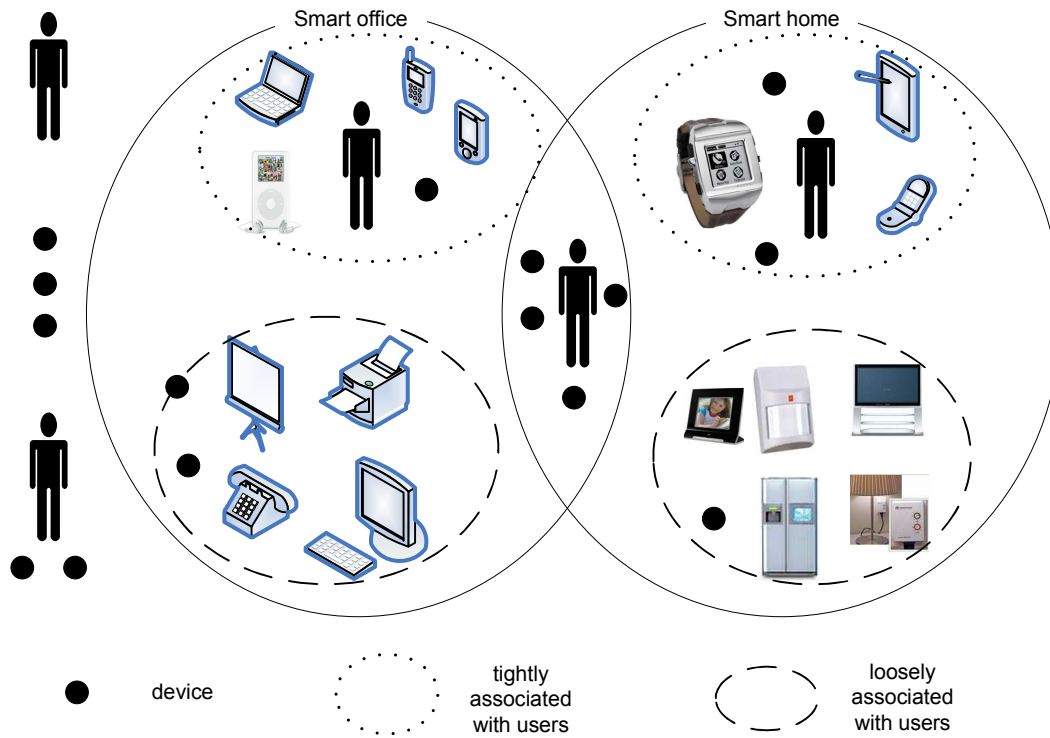 Smart office
Smart home
device
tightly
associated
with users
loosely
associated
with users